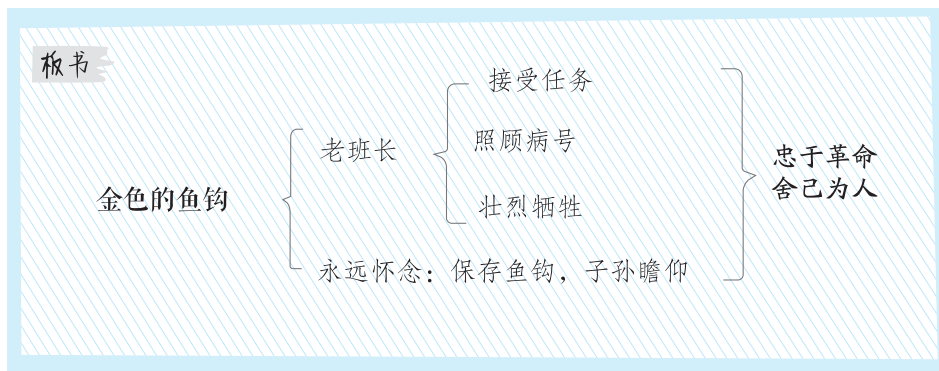 板书
接受任务
老班长
照顾病号
忠于革命
舍己为人
金色的鱼钩
壮烈牺牲
永远怀念：保存鱼钩，子孙瞻仰